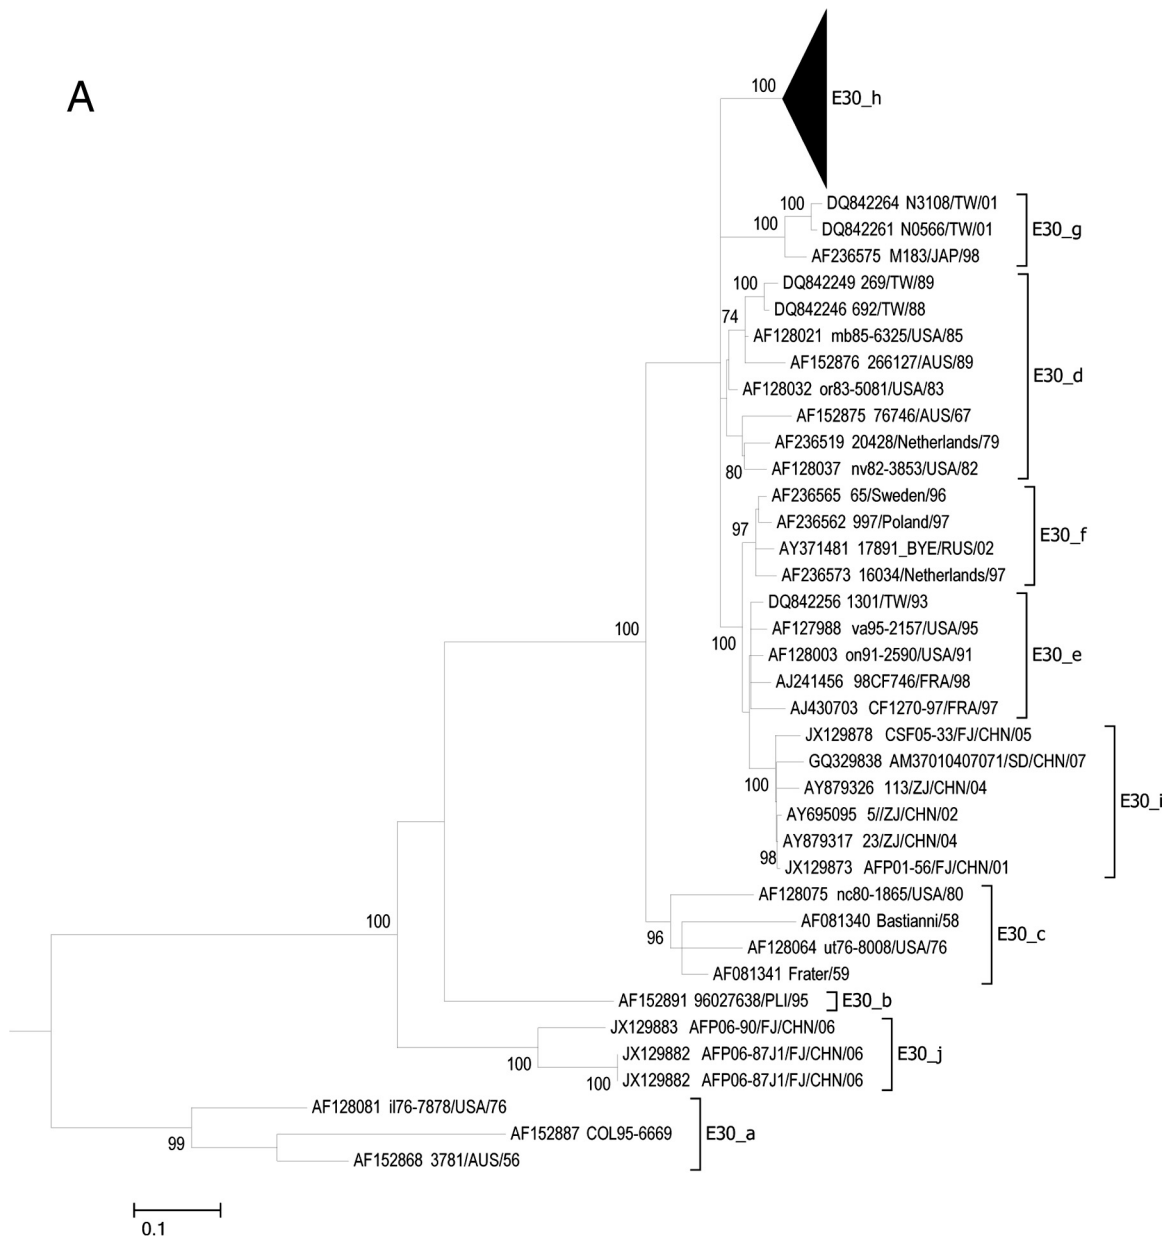 A
100
E30_h
100 DQ842264 N3108/TW/01
100 DQ842261 N0566/TW/01 E30_g
AF236575 M183/JAP/98
100 DQ842249 269/TW/89
DQ842246 692/TW/88
74
AF128021 mb85-6325/USA/85
AF152876 266127/AUS/89
E30_d
AF128032 or83-5081/USA/83
AF152875 76746/AUS/67
AF236519 20428/Netherlands/79
80 AF128037 nv82-3853/USA/82
AF236565 65/Sweden/96
97 AF236562 997/Poland/97
E30_f
AY371481 17891_BYE/RUS/02
AF236573 16034/Netherlands/97
DQ842256 1301/TW/93
AF127988 va95-2157/USA/95
100 AF128003 on91-2590/USA/91 E30_e
AJ241456 98CF746/FRA/98
AJ430703 CF1270-97/FRA/97
JX129878 CSF05-33/FJ/CHN/05
GQ329838 AM37010407071/SD/CHN/07
100 AY879326 113/ZJ/CHN/04
E30_i
AY695095 5//ZJ/CHN/02
AY879317 23/ZJ/CHN/04
98 JX129873 AFP01-56/FJ/CHN/01
100
AF128075 nc80-1865/USA/80
AF081340 Bastianni/58
E30_c
96 AF128064 ut76-8008/USA/76
AF081341 Frater/59
100
AF152891 96027638/PLI/95 E30_b
JX129883 AFP06-90/FJ/CHN/06
100 JX129882 AFP06-87J1/FJ/CHN/06 E30_j
100 JX129882 AFP06-87J1/FJ/CHN/06
AF128081 il76-7878/USA/76
99 AF152887 COL95-6669 E30_a
AF152868 3781/AUS/56
0.1